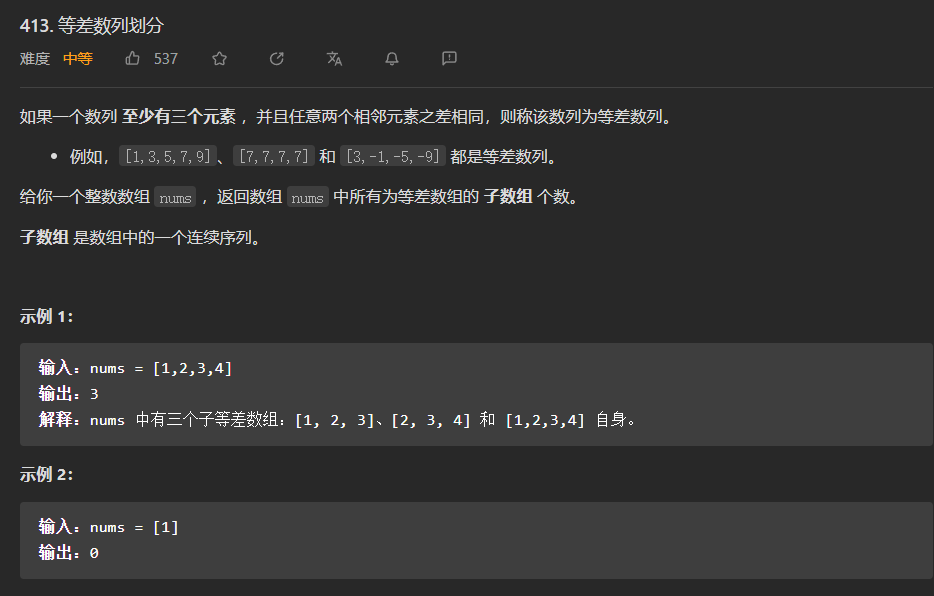 413. 等差数列划分
难度 中等 537
如果一个数列 至少有三个元素 ，并且任意两个相邻元素之差相同，则称该数列为等差数列。
• 例如，[1,3,5,7,9]、[7,7,7,7] 和 [3,-1,-5,-9] 都是等差数列。
给你一个整数数组 nums ，返回数组 nums 中所有为等差数组的 子数组 个数。
子数组 是数组中的一个连续序列。
示例 1：
输入：nums = [1,2,3,4]
输出：3
解释：nums 中有三个子等差数组：[1, 2, 3]、[2, 3, 4] 和 [1,2,3,4] 自身。
示例 2：
输入：nums = [1]
输出：0